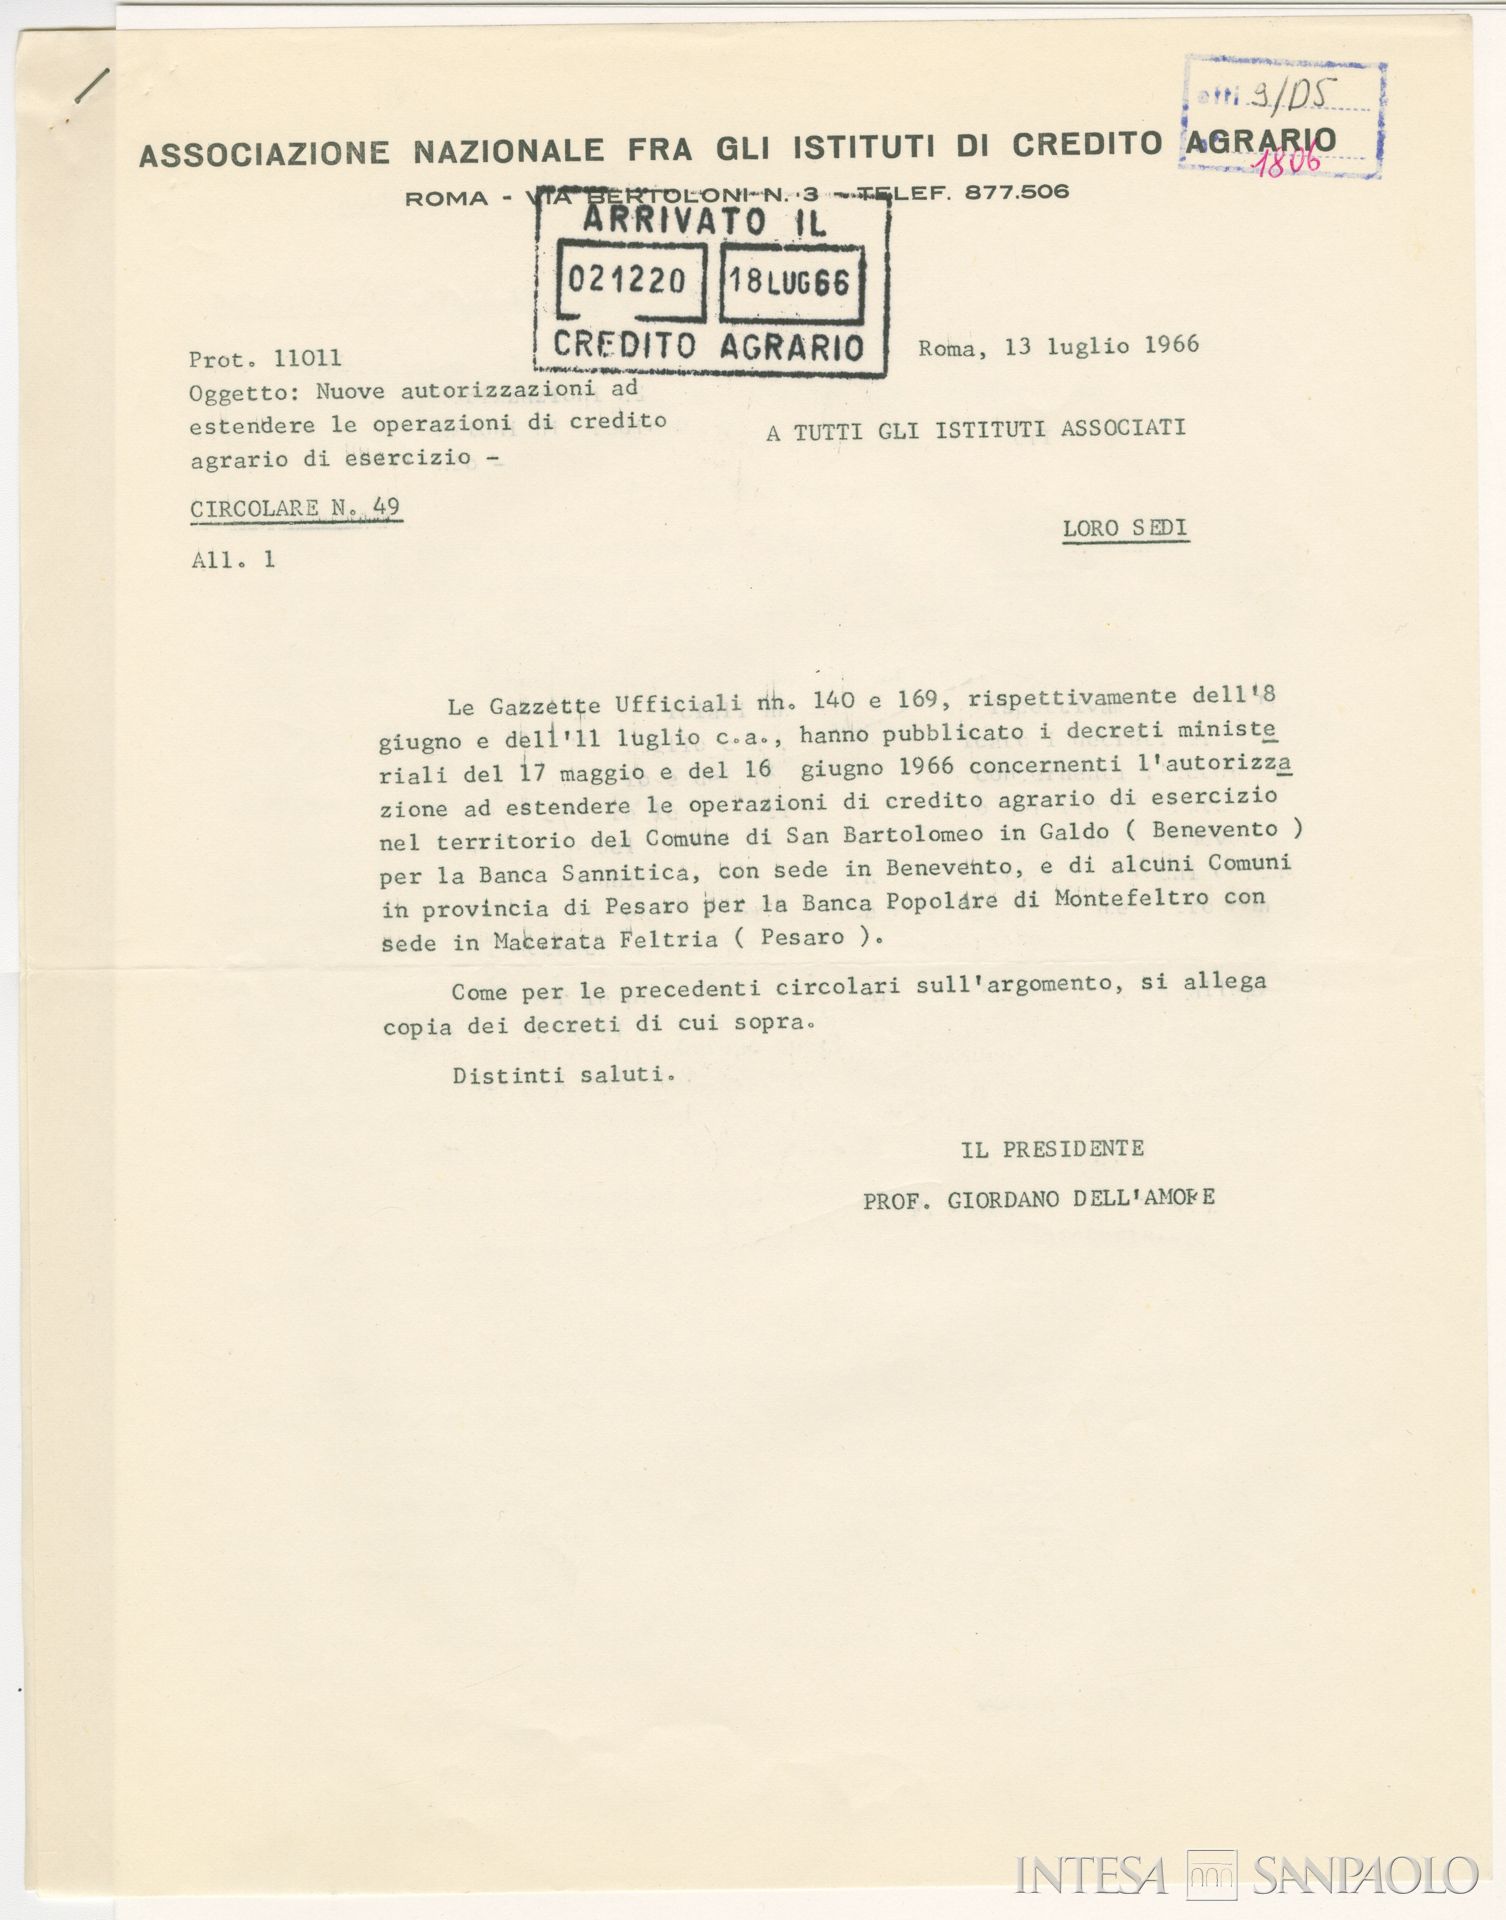 etti 9/DS
1806
ASSOCIAZIONE NAZIONALE FRA GLI ISTITUTI DI CREDITO AGRARIO
ROMA - VIA BERTOLONI N. 3 - TELEF. 877.506
ARRIVATO IL
021220 18 LUG 66
CREDITO AGRARIO
Roma, 13 luglio 1966
Prot. 11011
Oggetto: Nuove autorizzazioni ad
estendere le operazioni di credito
agrario di esercizio -
A TUTTI GLI ISTITUTI ASSOCIATI
CIRCOLARE N. 49
LORO SEDI
All. 1
Le Gazzette Ufficiali nn. 140 e 169, rispettivamente dell'8
giugno e dell'11 luglio c.a., hanno pubblicato i decreti ministe
riali del 17 maggio e del 16 giugno 1966 concernenti l'autorizza
zione ad estendere le operazioni di credito agrario di esercizio
nel territorio del Comune di San Bartolomeo in Galdo ( Benevento )
per la Banca Sannitica, con sede in Benevento, e di alcuni Comuni
in provincia di Pesaro per la Banca Popolare di Montefeltro con
sede in Macerata Feltria ( Pesaro ).
Come per le precedenti circolari sull'argomento, si allega
copia dei decreti di cui sopra.
Distinti saluti.
IL PRESIDENTE
PROF. GIORDANO DELL'AMORE
INTESA SANPAOLO